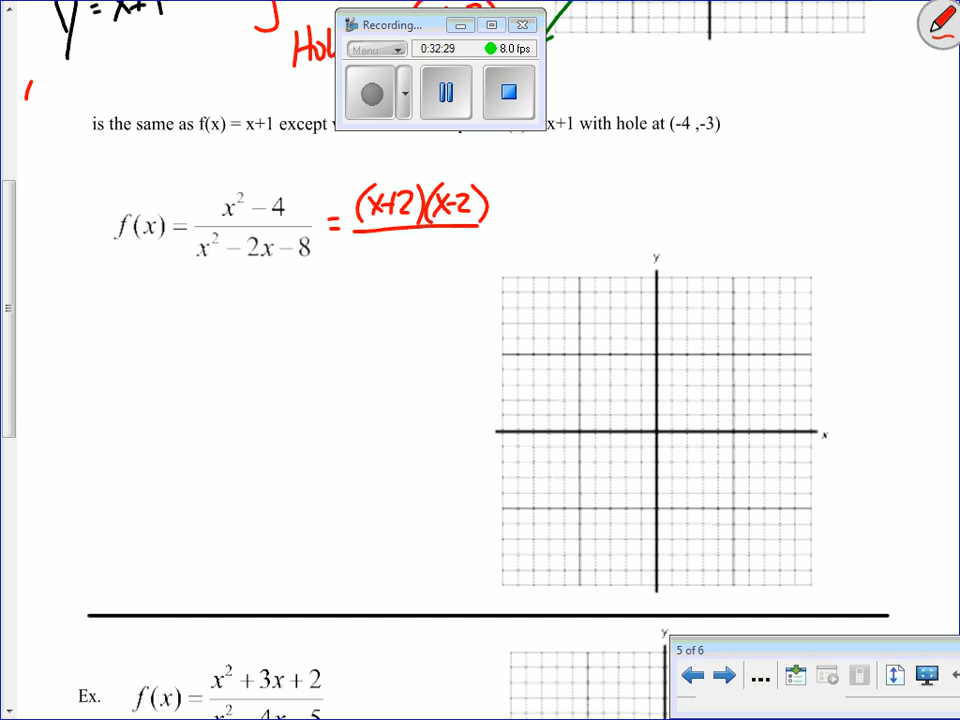 y = x+1
Recording...
Menu
0:32:29
8.0 fps
is the same as f(x) = x+1 except
x+1 with hole at (-4 ,-3)
f(x) = x² − 4 / x² − 2x − 8 = (x+2)(x-2)
y
x
5 of 6
...
y
Ex. f(x) = x² + 3x + 2